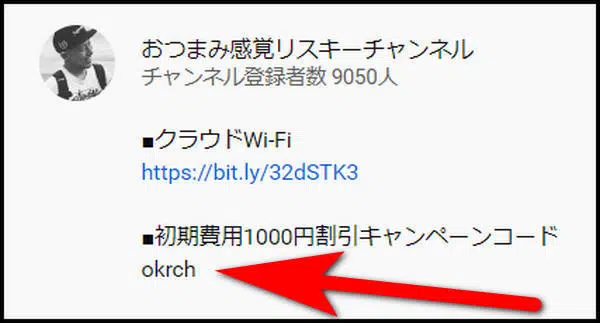 おつまみ感覚リスキーチャンネル
チャンネル登録者数 9050人
■クラウドWi-Fi
https://bit.ly/32dSTK3
■初期費用1000円割引キャンペーンコード
okrch